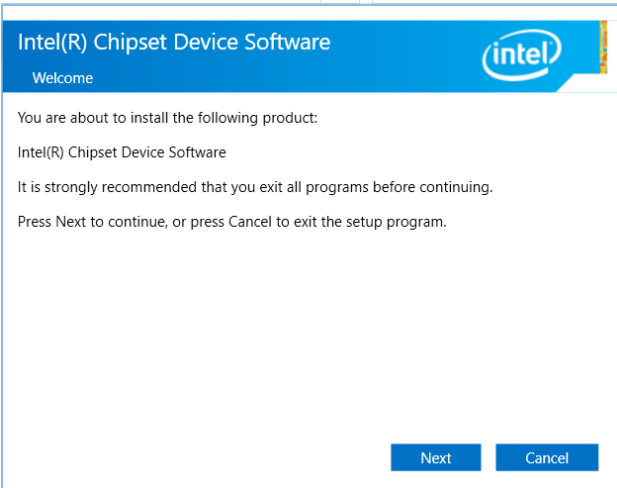 Intel(R) Chipset Device Software
intel
Welcome
You are about to install the following product:
Intel(R) Chipset Device Software
It is strongly recommended that you exit all programs before continuing.
Press Next to continue, or press Cancel to exit the setup program.
Next
Cancel